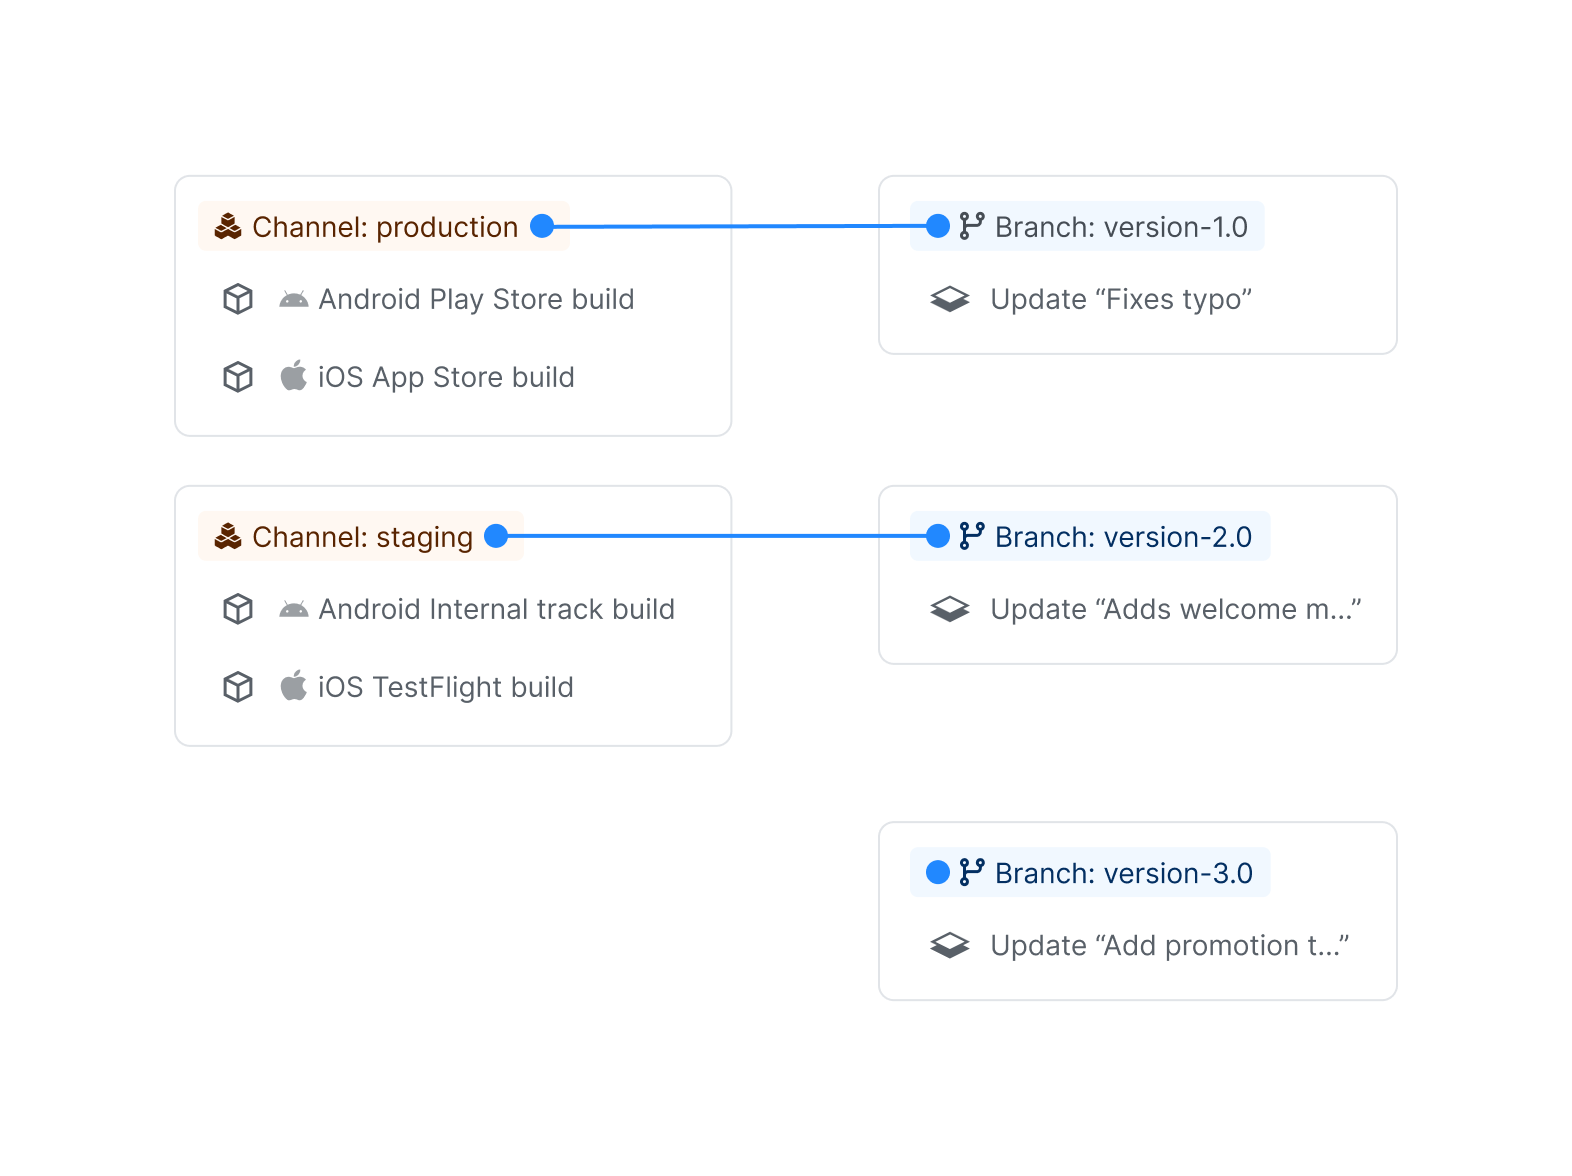 Channel: production
Android Play Store build
iOS App Store build
Branch: version-1.0
Update “Fixes typo”
Channel: staging
Android Internal track build
iOS TestFlight build
Branch: version-2.0
Update “Adds welcome m...”
Branch: version-3.0
Update “Add promotion t...”